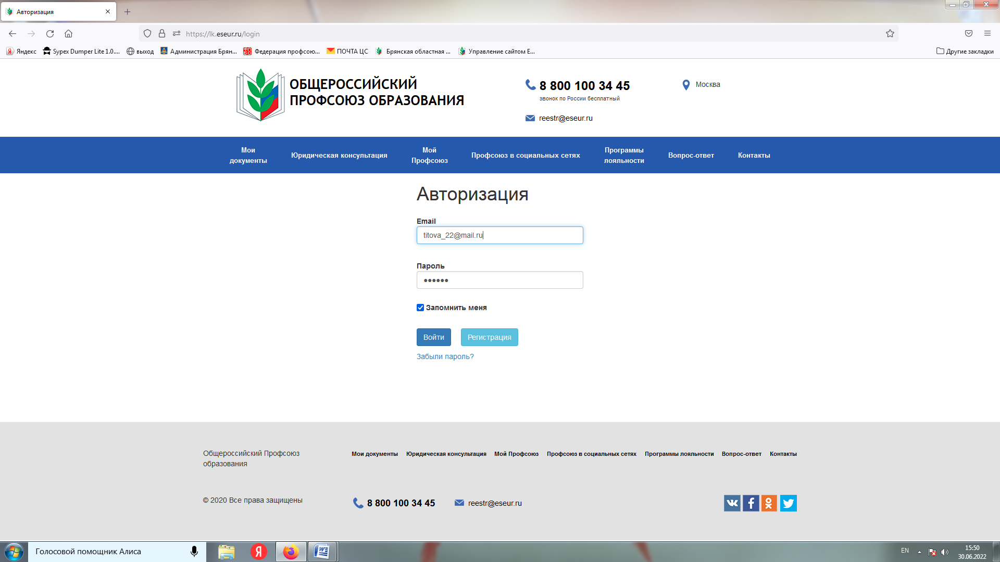 Авторизация
https://lk.eseur.ru/login
Яндекс
Sypex Dumper Lite 1.0....
выход
Администрация Брян...
Федерация профсою...
ПОЧТА ЦС
Брянская областная ...
Управление сайтом Е...
Другие закладки
ОБЩЕРОССИЙСКИЙ
ПРОФСОЮЗ ОБРАЗОВАНИЯ
8 800 100 34 45
звонок по России бесплатный
reestr@eseur.ru
Москва
Мои
документы
Юридическая консультация
Мой
Профсоюз
Профсоюз в социальных сетях
Программы
лояльности
Вопрос-ответ
Контакты
Авторизация
Email
titova_22@mail.ru
Пароль
••••••
Запомнить меня
Войти
Регистрация
Забыли пароль?
Общероссийский Профсоюз
образования
Мои документы
Юридическая консультация
Мой Профсоюз
Профсоюз в социальных сетях
Программы лояльности
Вопрос-ответ
Контакты
© 2020 Все права защищены
8 800 100 34 45
reestr@eseur.ru
Голосовой помощник Алиса
Я
EN
15:50
30.06.2022